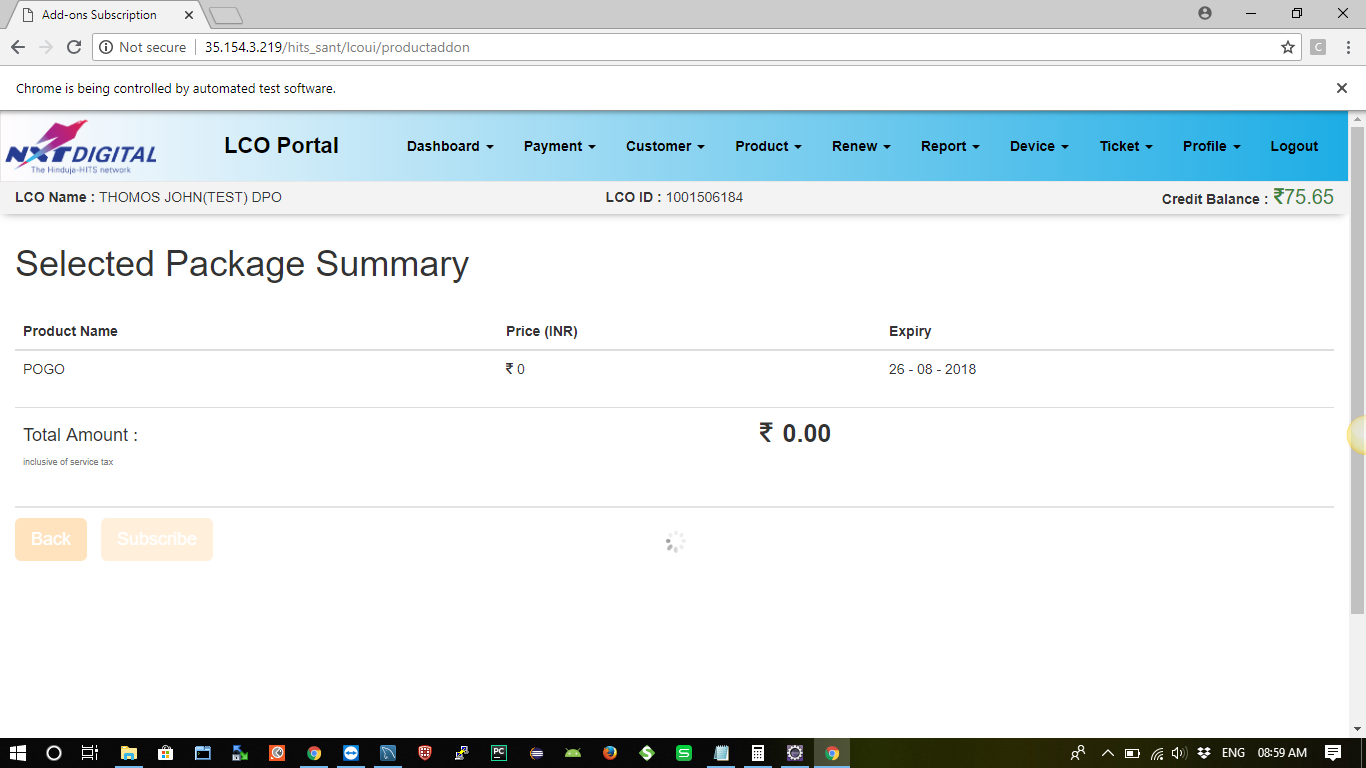 Add-ons Subscription
Not secure 35.154.3.219/hits_sant/lcoui/productaddon
C
Chrome is being controlled by automated test software.
NXT DIGITAL
The Hinduja-HITS network
LCO Portal Dashboard Payment Customer Product Renew Report Device Ticket Profile Logout
LCO Name : THOMOS JOHN(TEST) DPO LCO ID : 1001506184 Credit Balance : ₹75.65
Selected Package Summary
Product Name Price (INR) Expiry
POGO ₹ 0 26 - 08 - 2018
Total Amount : ₹ 0.00
inclusive of service tax
Back Subscribe
PC S S ENG 08:59 AM